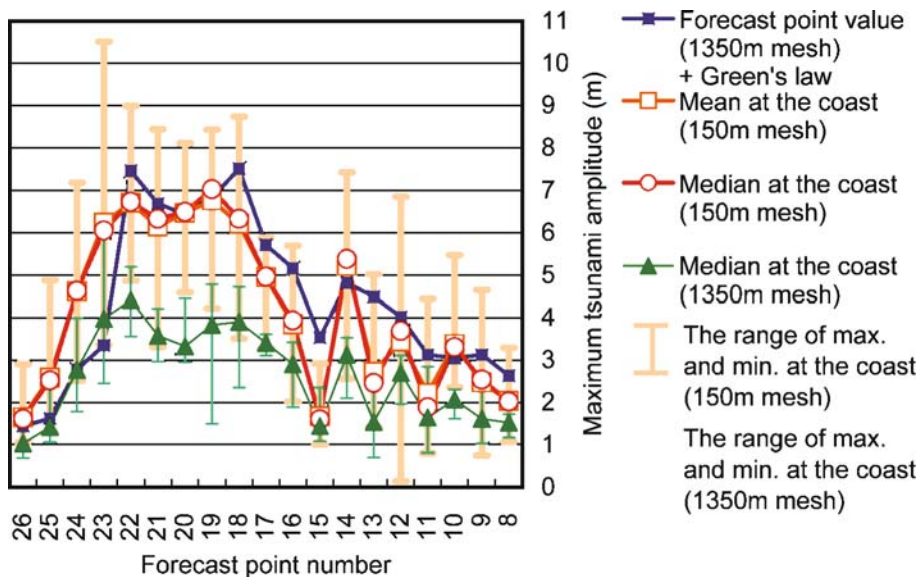 11
10
9
8
7
6
5
4
3
2
1
0
Maximum tsunami amplitude (m)
26 25 24 23 22 21 20 19 18 17 16 15 14 13 12 11 10 9 8
Forecast point number
Forecast point value
(1350m mesh)
+ Green's law
Mean at the coast
(150m mesh)
Median at the coast
(150m mesh)
Median at the coast
(1350m mesh)
The range of max.
and min. at the coast
(150m mesh)
The range of max.
and min. at the coast
(1350m mesh)